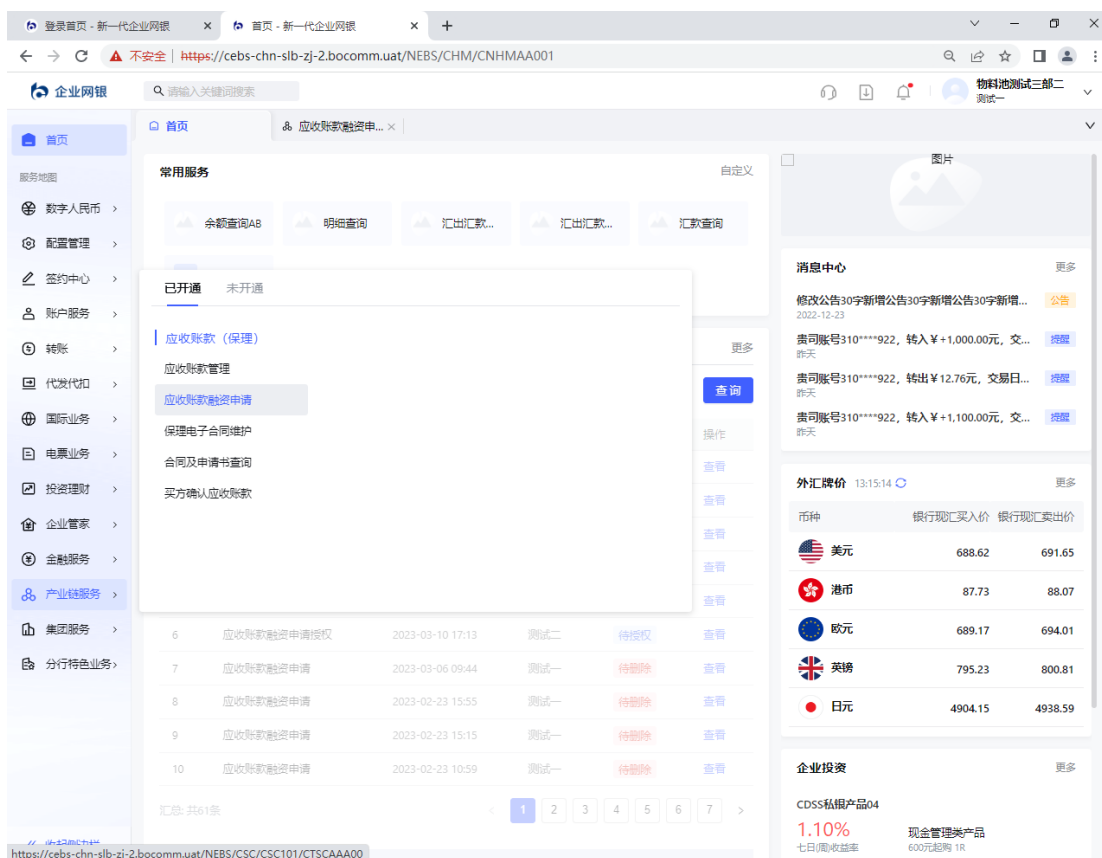 登录首页 - 新一代企业网银
首页 - 新一代企业网银
不安全 https://cebs-chn-slb-zj-2.bocomm.uat/NEBS/CHM/CNHMAA001
企业网银
请输入关键词搜索
物料池测试三部二
测试一
首页
服务地图
数字人民币
配置管理
签约中心
账户服务
转账
代发代扣
国际业务
电票业务
投资理财
企业管家
金融服务
产业链服务
集团服务
分行特色业务
收起侧边栏
首页
应收账款融资申...
常用服务
自定义
余额查询AB
明细查询
汇出汇款...
汇出汇款...
汇款查询
已开通
未开通
应收账款（保理）
应收账款管理
应收账款融资申请
保理电子合同维护
合同及申请书查询
买方确认应收账款
更多
查询
操作
查看
查看
查看
查看
查看
6 应收账款融资申请授权 2023-03-10 17:13 测试二 待授权 查看
7 应收账款融资申请 2023-03-06 09:44 测试一 待删除 查看
8 应收账款融资申请 2023-02-23 15:55 测试一 待删除 查看
9 应收账款融资申请 2023-02-23 15:15 测试一 待删除 查看
10 应收账款融资申请 2023-02-23 10:59 测试一 待删除 查看
汇总: 共61条
1 2 3 4 5 6 7
图片
消息中心
更多
修改公告30字新增公告30字新增公告30字新增... 公告
2022-12-23
贵司账号310****922，转入￥+1,000.00元，交... 提醒
昨天
贵司账号310****922，转出￥12.76元，交易日... 提醒
昨天
贵司账号310****922，转入￥+1,100.00元，交... 提醒
昨天
外汇牌价 13:15:14
更多
币种 银行现汇买入价 银行现汇卖出价
美元 688.62 691.65
港币 87.73 88.07
欧元 689.17 694.01
英镑 795.23 800.81
日元 4904.15 4938.59
企业投资
更多
CDSS私银产品04
1.10%
七日(周)收益率
现金管理类产品
600元起购 1R
https://cebs-chn-slb-zj-2.bocomm.uat/NEBS/CSC/CSC101/CTSCAAA00